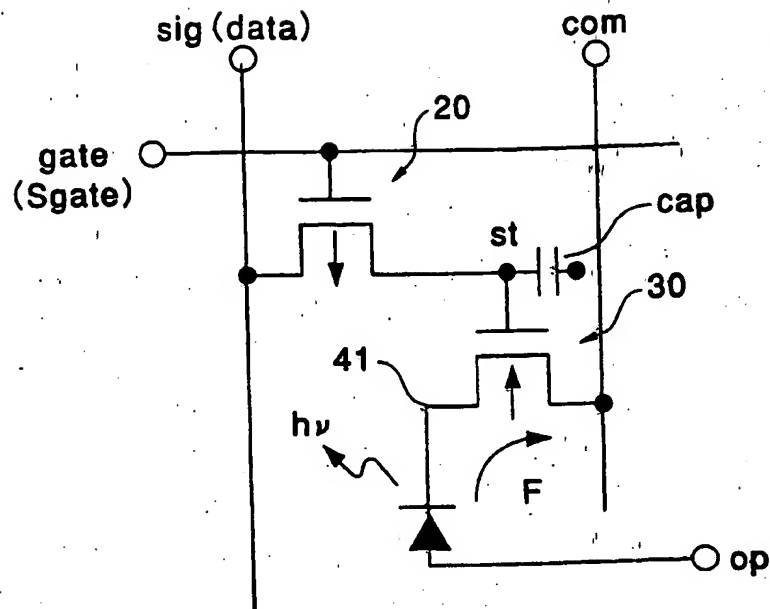 sig (data)
com
20
gate
(Sgate)
cap
st
30
41
hν
F
op